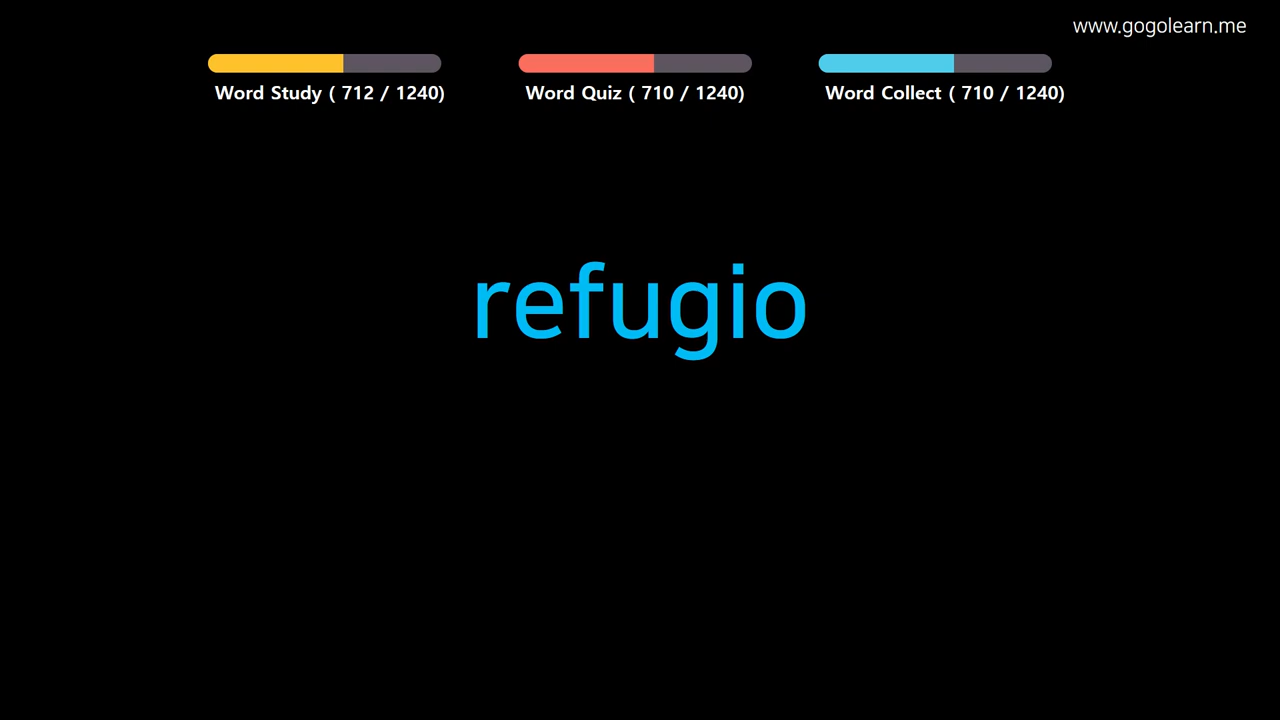 www.gogolearn.me
Word Study ( 712 / 1240)
Word Quiz ( 710 / 1240)
Word Collect ( 710 / 1240)
refugio